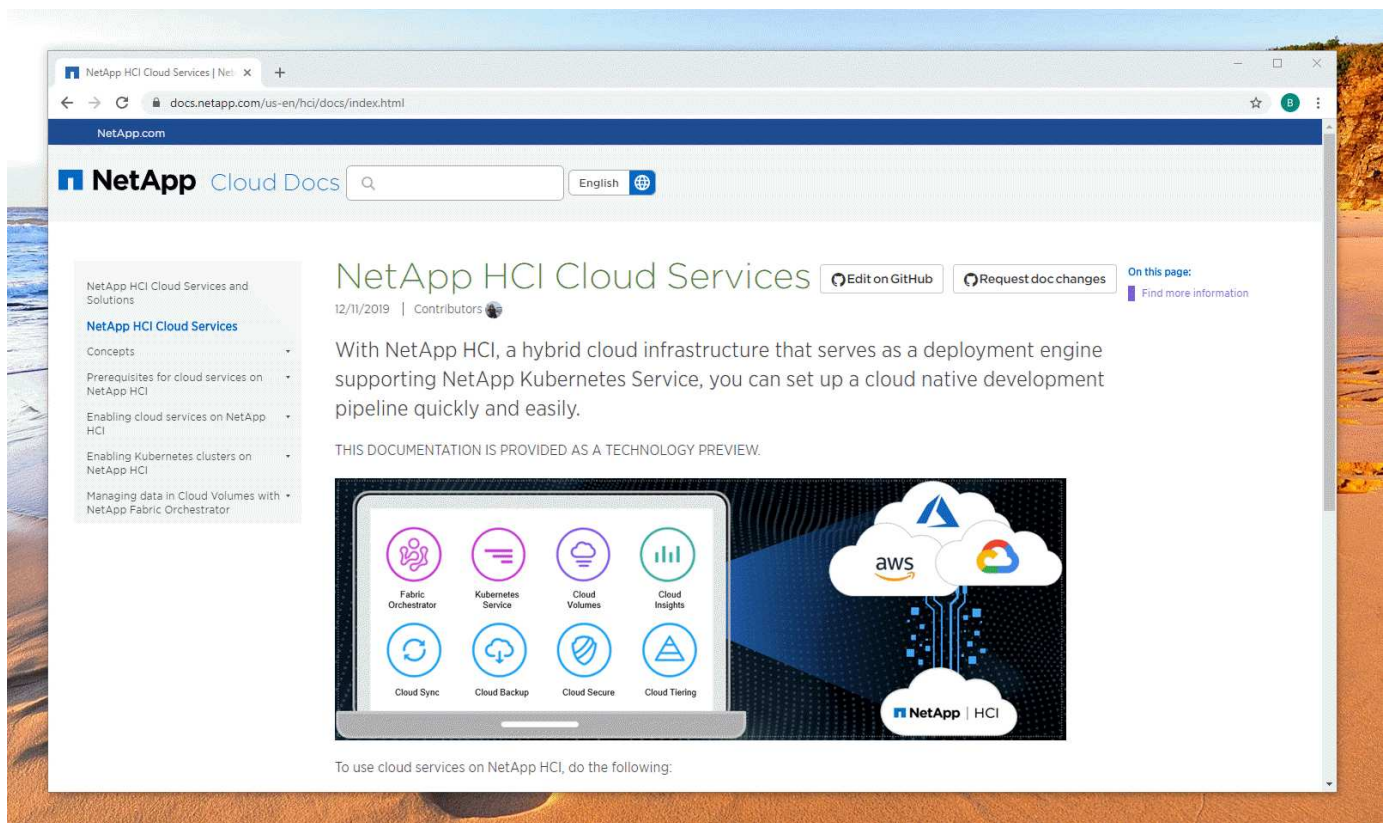 NetApp HCI Cloud Services | Net
docs.netapp.com/us-en/hci/docs/index.html
B
NetApp.com
NetApp Cloud Docs
English
NetApp HCI Cloud Services and
Solutions
NetApp HCI Cloud Services
Concepts
Prerequisites for cloud services on
NetApp HCI
Enabling cloud services on NetApp
HCI
Enabling Kubernetes clusters on
NetApp HCI
Managing data in Cloud Volumes with
NetApp Fabric Orchestrator
NetApp HCI Cloud Services
Edit on GitHub
Request doc changes
12/11/2019 | Contributors
With NetApp HCI, a hybrid cloud infrastructure that serves as a deployment engine
supporting NetApp Kubernetes Service, you can set up a cloud native development
pipeline quickly and easily.
THIS DOCUMENTATION IS PROVIDED AS A TECHNOLOGY PREVIEW.
Fabric
Orchestrator
Kubernetes
Service
Cloud
Volumes
Cloud
Insights
Cloud Sync
Cloud Backup
Cloud Secure
Cloud Tiering
aws
NetApp | HCI
To use cloud services on NetApp HCI, do the following:
On this page:
Find more information